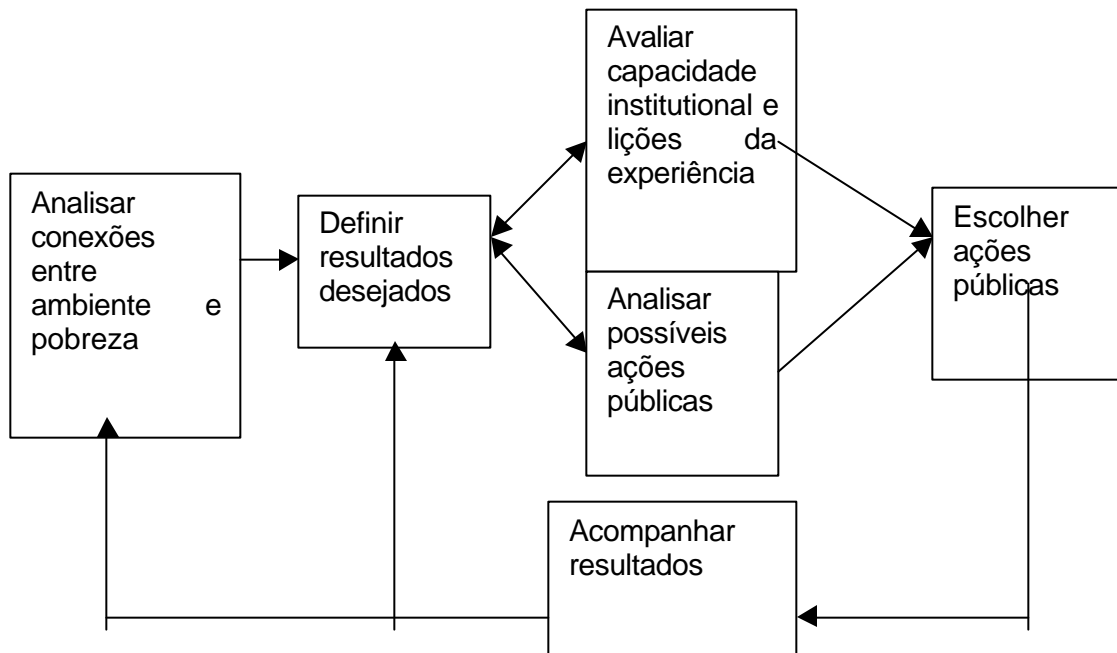 Analisar
conexões
entre
ambiente e
pobreza
Definir
resultados
desejados
Avaliar
capacidade
institutional e
lições da
experiência
Analisar
possíveis
ações
públicas
Escolher
ações
públicas
Acompanhar
resultados